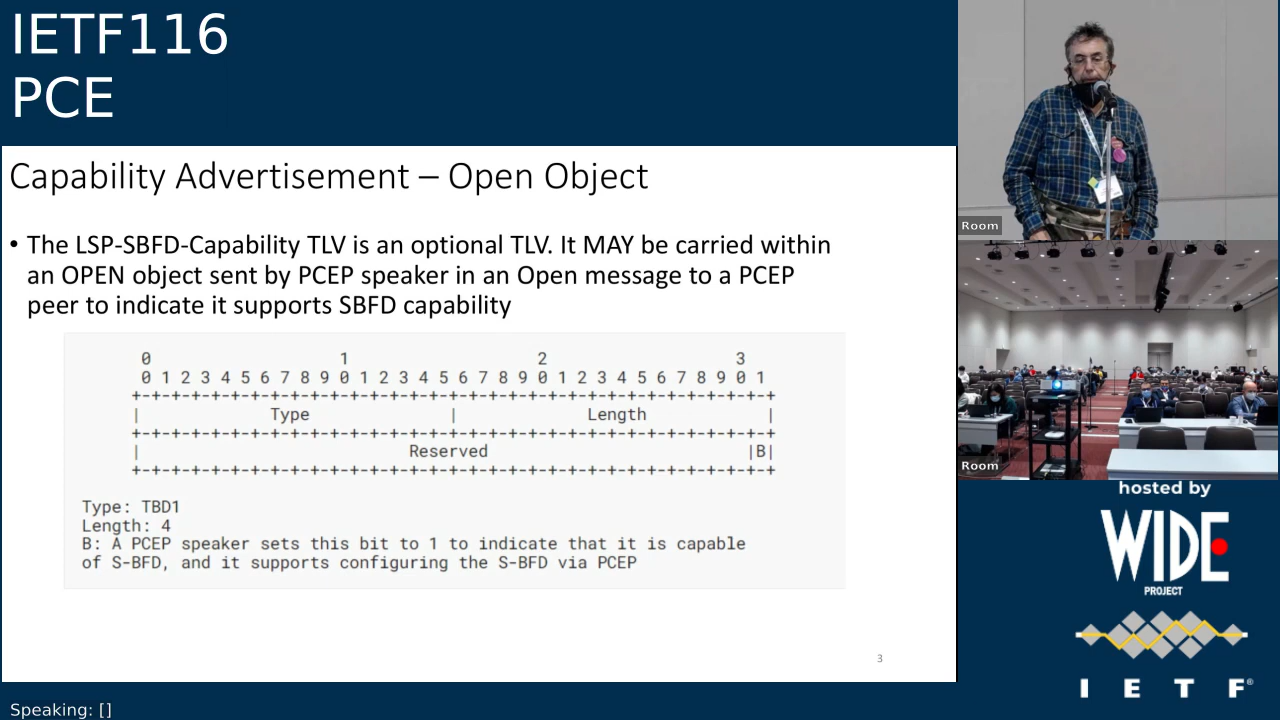 IETF116
PCE
Capability Advertisement – Open Object
• The LSP-SBFD-Capability TLV is an optional TLV. It MAY be carried within
an OPEN object sent by PCEP speaker in an Open message to a PCEP
peer to indicate it supports SBFD capability
0 1 2 3
0 1 2 3 4 5 6 7 8 9 0 1 2 3 4 5 6 7 8 9 0 1 2 3 4 5 6 7 8 9 0 1
+-+-+-+-+-+-+-+-+-+-+-+-+-+-+-+-+-+-+-+-+-+-+-+-+-+-+-+-+-+-+-+-+
| Type | Length |
+-+-+-+-+-+-+-+-+-+-+-+-+-+-+-+-+-+-+-+-+-+-+-+-+-+-+-+-+-+-+-+-+
| Reserved |B|
+-+-+-+-+-+-+-+-+-+-+-+-+-+-+-+-+-+-+-+-+-+-+-+-+-+-+-+-+-+-+-+-+
Type: TBD1
Length: 4
B: A PCEP speaker sets this bit to 1 to indicate that it is capable
of S-BFD, and it supports configuring the S-BFD via PCEP
3
Speaking: []
Room
Room
hosted by
WIDE
PROJECT
I E T F®